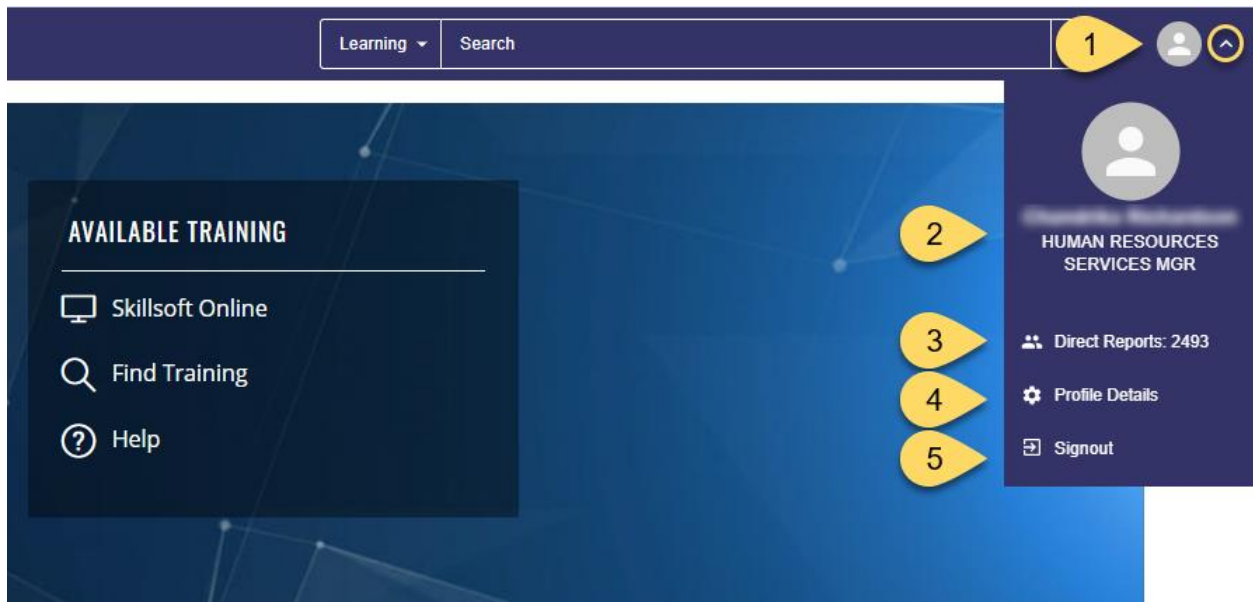 Learning Search 1
AVAILABLE TRAINING
Skillsoft Online
Find Training
Help
2
HUMAN RESOURCES
SERVICES MGR
3 Direct Reports: 2493
4 Profile Details
5 Signout